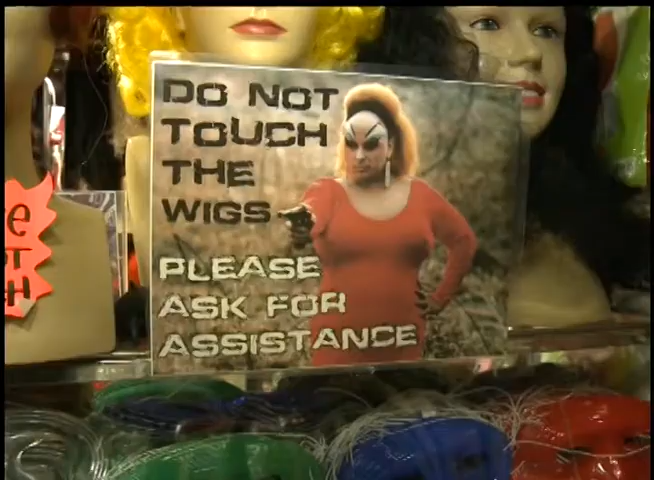 DO NOT
TOUCH
THE
WIGS
PLEASE
ASK FOR
ASSISTANCE